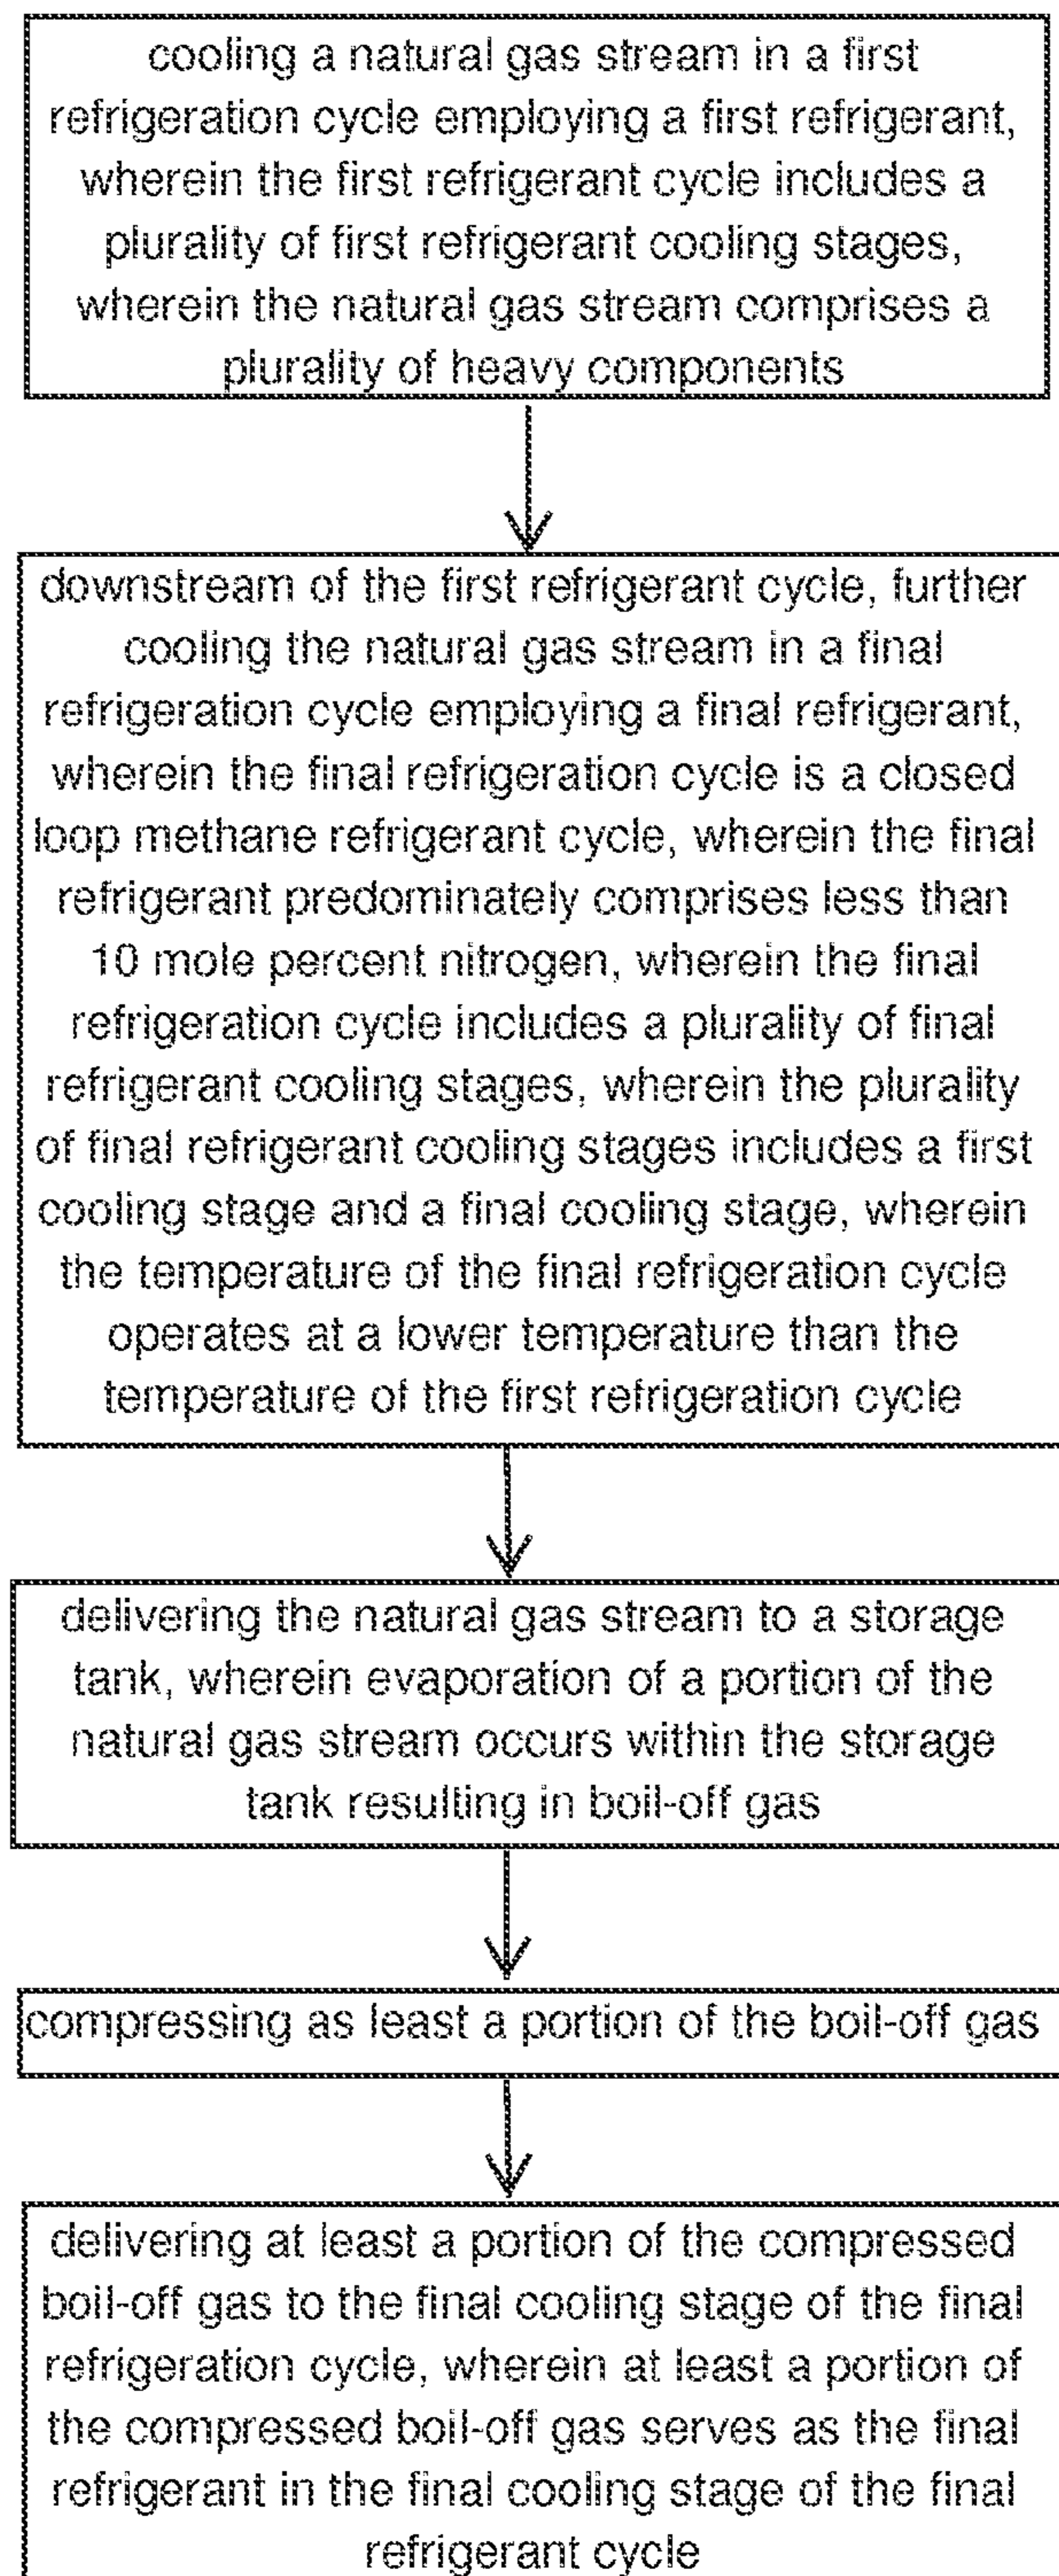 cooling a natural gas stream in a first
refrigeration cycle employing a first refrigerant,
wherein the first refrigerant cycle includes a
plurality of first refrigerant cooling stages,
wherein the natural gas stream comprises a
plurality of heavy components
downstream of the first refrigerant cycle, further
cooling the natural gas stream in a final
refrigeration cycle employing a final refrigerant,
wherein the final refrigeration cycle is a closed
loop methane refrigerant cycle, wherein the final
refrigerant predominately comprises less than
10 mole percent nitrogen, wherein the final
refrigeration cycle includes a plurality of final
refrigerant cooling stages, wherein the plurality
of final refrigerant cooling stages includes a first
cooling stage and a final cooling stage, wherein
the temperature of the final refrigeration cycle
operates at a lower temperature than the
temperature of the first refrigeration cycle
delivering the natural gas stream to a storage
tank, wherein evaporation of a portion of the
natural gas stream occurs within the storage
tank resulting in boil-off gas
compressing as least a portion of the boil-off gas
delivering at least a portion of the compressed
boil-off gas to the final cooling stage of the final
refrigeration cycle, wherein at least a portion of
the compressed boil-off gas serves as the final
refrigerant in the final cooling stage of the final
refrigerant cycle